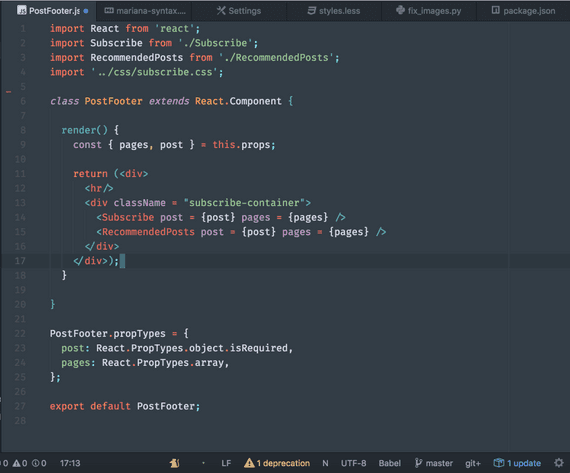 PostFooter.js
mariana-syntax....
Settings
styles.less
fix_images.py
package.json
1 import React from 'react';
2 import Subscribe from './Subscribe';
3 import RecommendedPosts from './RecommendedPosts';
4 import '../css/subscribe.css';
5
6 class PostFooter extends React.Component {
7
8 render() {
9 const { pages, post } = this.props;
10
11 return (<div>
12 <hr/>
13 <div className = "subscribe-container">
14 <Subscribe post = {post} pages = {pages} />
15 <RecommendedPosts post = {post} pages = {pages} />
16 </div>
17 </div>);
18 }
19
20 }
21
22 PostFooter.propTypes = {
23 post: React.PropTypes.object.isRequired,
24 pages: React.PropTypes.array,
25 };
26
27 export default PostFooter;
28
0 0 0 17:13 LF 1 deprecation N UTF-8 Babel master git+ 1 update